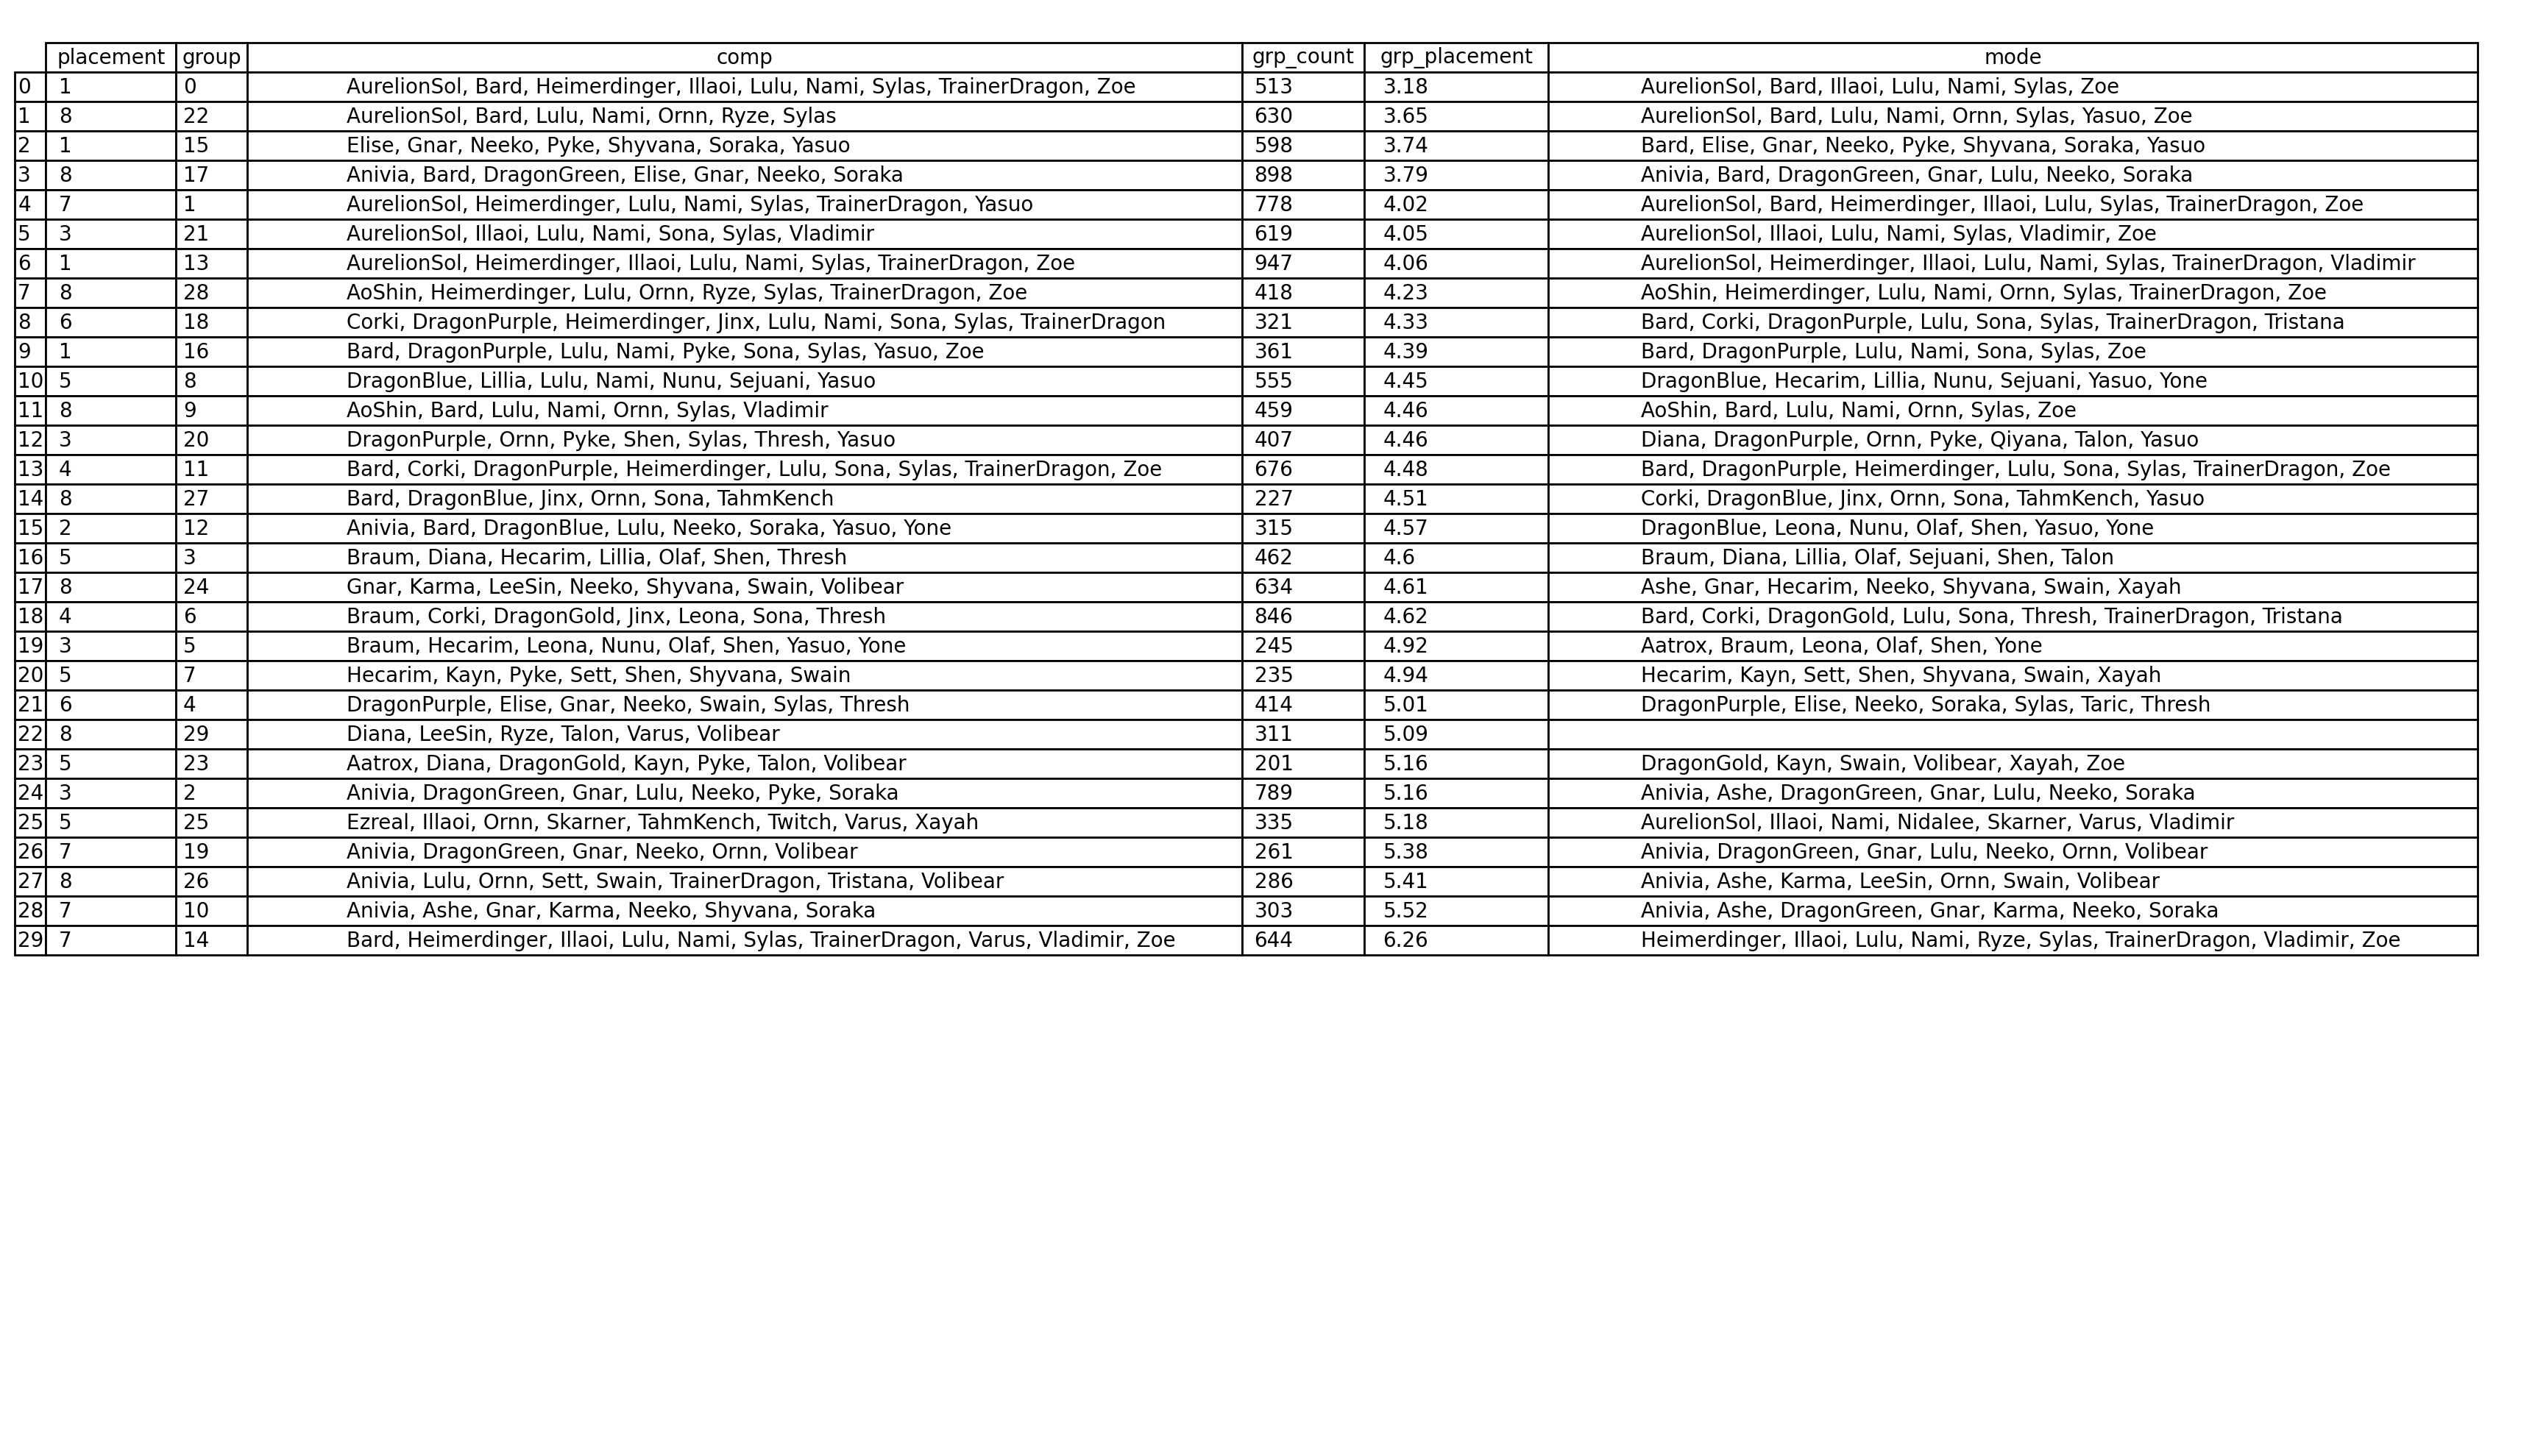 placement group comp grp_count grp_placement mode
0 1 0 AurelionSol, Bard, Heimerdinger, Illaoi, Lulu, Nami, Sylas, TrainerDragon, Zoe 513 3.18 AurelionSol, Bard, Illaoi, Lulu, Nami, Sylas, Zoe
1 8 22 AurelionSol, Bard, Lulu, Nami, Ornn, Ryze, Sylas 630 3.65 AurelionSol, Bard, Lulu, Nami, Ornn, Sylas, Yasuo, Zoe
2 1 15 Elise, Gnar, Neeko, Pyke, Shyvana, Soraka, Yasuo 598 3.74 Bard, Elise, Gnar, Neeko, Pyke, Shyvana, Soraka, Yasuo
3 8 17 Anivia, Bard, DragonGreen, Elise, Gnar, Neeko, Soraka 898 3.79 Anivia, Bard, DragonGreen, Gnar, Lulu, Neeko, Soraka
4 7 1 AurelionSol, Heimerdinger, Lulu, Nami, Sylas, TrainerDragon, Yasuo 778 4.02 AurelionSol, Bard, Heimerdinger, Illaoi, Lulu, Sylas, TrainerDragon, Zoe
5 3 21 AurelionSol, Illaoi, Lulu, Nami, Sona, Sylas, Vladimir 619 4.05 AurelionSol, Illaoi, Lulu, Nami, Sylas, Vladimir, Zoe
6 1 13 AurelionSol, Heimerdinger, Illaoi, Lulu, Nami, Sylas, TrainerDragon, Zoe 947 4.06 AurelionSol, Heimerdinger, Illaoi, Lulu, Nami, Sylas, TrainerDragon, Vladimir
7 8 28 AoShin, Heimerdinger, Lulu, Ornn, Ryze, Sylas, TrainerDragon, Zoe 418 4.23 AoShin, Heimerdinger, Lulu, Nami, Ornn, Sylas, TrainerDragon, Zoe
8 6 18 Corki, DragonPurple, Heimerdinger, Jinx, Lulu, Nami, Sona, Sylas, TrainerDragon 321 4.33 Bard, Corki, DragonPurple, Lulu, Sona, Sylas, TrainerDragon, Tristana
9 1 16 Bard, DragonPurple, Lulu, Nami, Pyke, Sona, Sylas, Yasuo, Zoe 361 4.39 Bard, DragonPurple, Lulu, Nami, Sona, Sylas, Zoe
10 5 8 DragonBlue, Lillia, Lulu, Nami, Nunu, Sejuani, Yasuo 555 4.45 DragonBlue, Hecarim, Lillia, Nunu, Sejuani, Yasuo, Yone
11 8 9 AoShin, Bard, Lulu, Nami, Ornn, Sylas, Vladimir 459 4.46 AoShin, Bard, Lulu, Nami, Ornn, Sylas, Zoe
12 3 20 DragonPurple, Ornn, Pyke, Shen, Sylas, Thresh, Yasuo 407 4.46 Diana, DragonPurple, Ornn, Pyke, Qiyana, Talon, Yasuo
13 4 11 Bard, Corki, DragonPurple, Heimerdinger, Lulu, Sona, Sylas, TrainerDragon, Zoe 676 4.48 Bard, DragonPurple, Heimerdinger, Lulu, Sona, Sylas, TrainerDragon, Zoe
14 8 27 Bard, DragonBlue, Jinx, Ornn, Sona, TahmKench 227 4.51 Corki, DragonBlue, Jinx, Ornn, Sona, TahmKench, Yasuo
15 2 12 Anivia, Bard, DragonBlue, Lulu, Neeko, Soraka, Yasuo, Yone 315 4.57 DragonBlue, Leona, Nunu, Olaf, Shen, Yasuo, Yone
16 5 3 Braum, Diana, Hecarim, Lillia, Olaf, Shen, Thresh 462 4.6 Braum, Diana, Lillia, Olaf, Sejuani, Shen, Talon
17 8 24 Gnar, Karma, LeeSin, Neeko, Shyvana, Swain, Volibear 634 4.61 Ashe, Gnar, Hecarim, Neeko, Shyvana, Swain, Xayah
18 4 6 Braum, Corki, DragonGold, Jinx, Leona, Sona, Thresh 846 4.62 Bard, Corki, DragonGold, Lulu, Sona, Thresh, TrainerDragon, Tristana
19 3 5 Braum, Hecarim, Leona, Nunu, Olaf, Shen, Yasuo, Yone 245 4.92 Aatrox, Braum, Leona, Olaf, Shen, Yone
20 5 7 Hecarim, Kayn, Pyke, Sett, Shen, Shyvana, Swain 235 4.94 Hecarim, Kayn, Sett, Shen, Shyvana, Swain, Xayah
21 6 4 DragonPurple, Elise, Gnar, Neeko, Swain, Sylas, Thresh 414 5.01 DragonPurple, Elise, Neeko, Soraka, Sylas, Taric, Thresh
22 8 29 Diana, LeeSin, Ryze, Talon, Varus, Volibear 311 5.09
23 5 23 Aatrox, Diana, DragonGold, Kayn, Pyke, Talon, Volibear 201 5.16 DragonGold, Kayn, Swain, Volibear, Xayah, Zoe
24 3 2 Anivia, DragonGreen, Gnar, Lulu, Neeko, Pyke, Soraka 789 5.16 Anivia, Ashe, DragonGreen, Gnar, Lulu, Neeko, Soraka
25 5 25 Ezreal, Illaoi, Ornn, Skarner, TahmKench, Twitch, Varus, Xayah 335 5.18 AurelionSol, Illaoi, Nami, Nidalee, Skarner, Varus, Vladimir
26 7 19 Anivia, DragonGreen, Gnar, Neeko, Ornn, Volibear 261 5.38 Anivia, DragonGreen, Gnar, Lulu, Neeko, Ornn, Volibear
27 8 26 Anivia, Lulu, Ornn, Sett, Swain, TrainerDragon, Tristana, Volibear 286 5.41 Anivia, Ashe, Karma, LeeSin, Ornn, Swain, Volibear
28 7 10 Anivia, Ashe, Gnar, Karma, Neeko, Shyvana, Soraka 303 5.52 Anivia, Ashe, DragonGreen, Gnar, Karma, Neeko, Soraka
29 7 14 Bard, Heimerdinger, Illaoi, Lulu, Nami, Sylas, TrainerDragon, Varus, Vladimir, Zoe 644 6.26 Heimerdinger, Illaoi, Lulu, Nami, Ryze, Sylas, TrainerDragon, Vladimir, Zoe